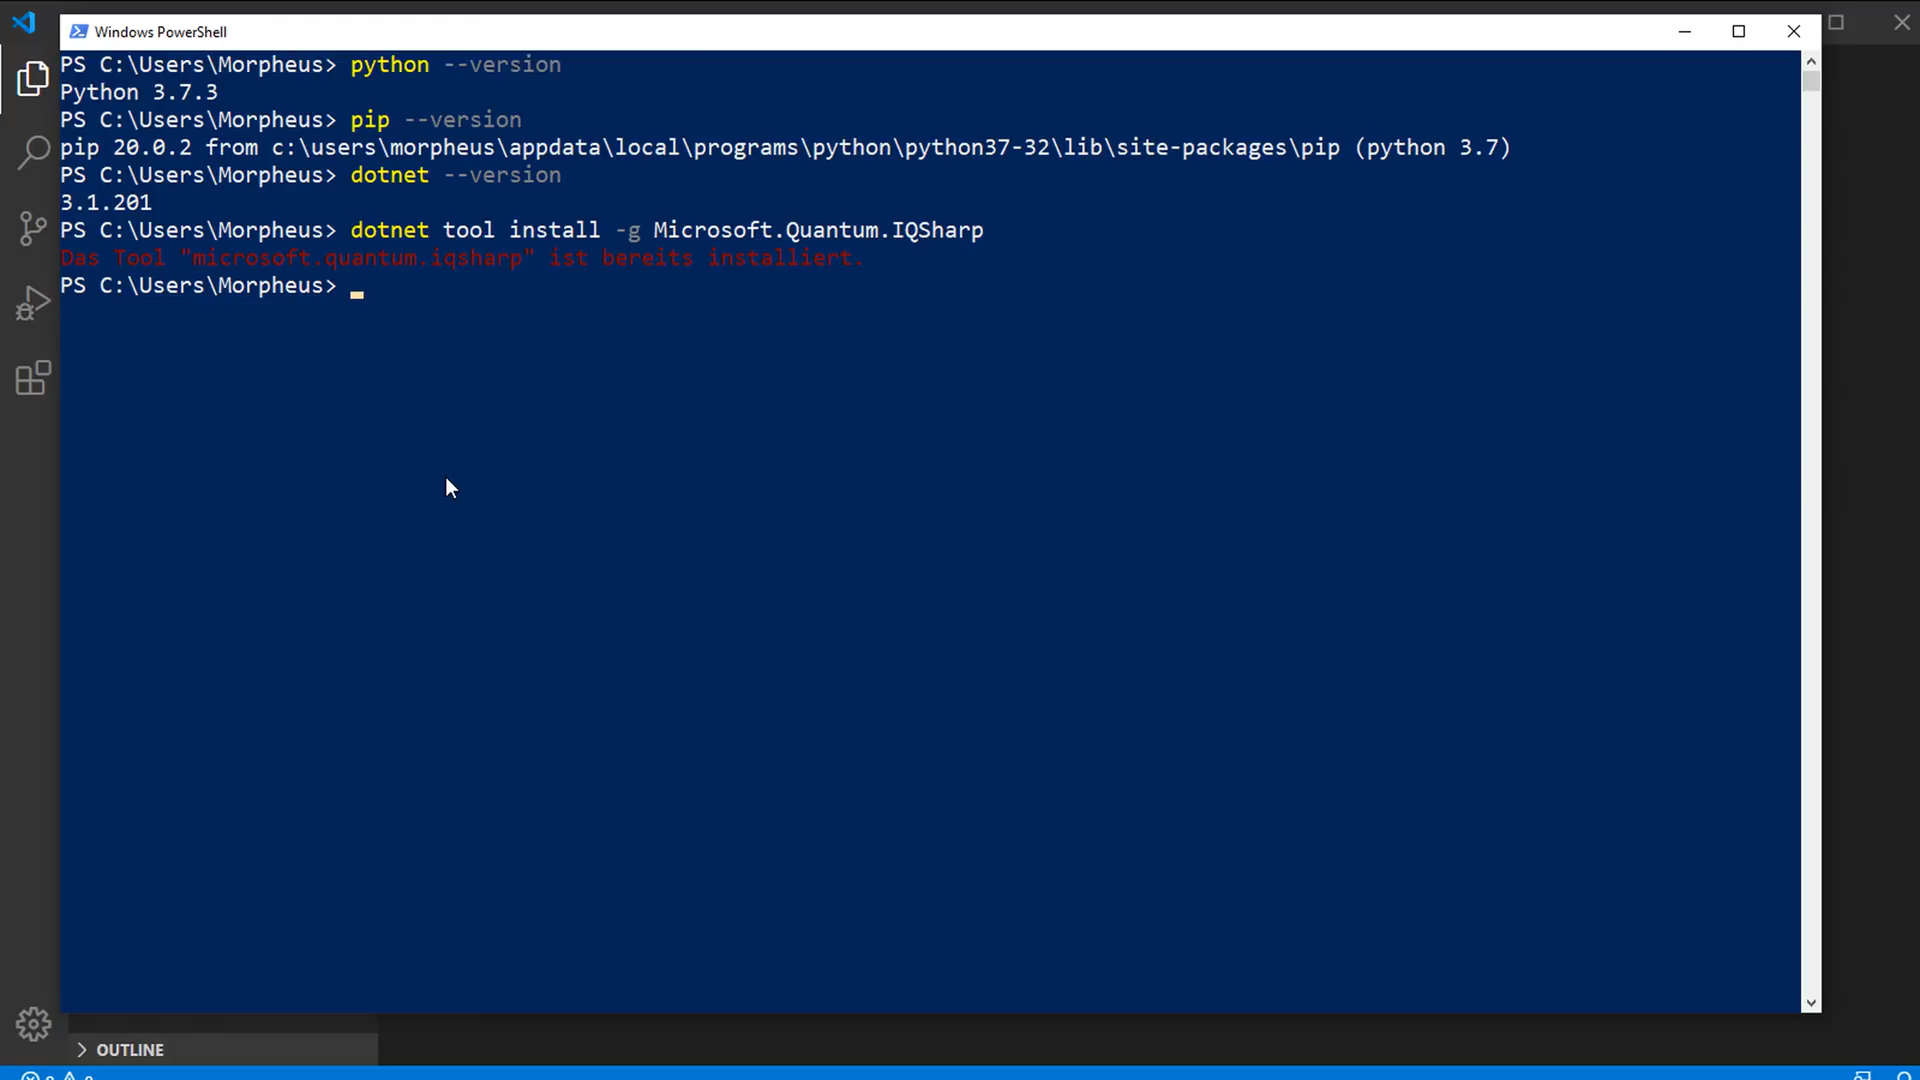 Windows PowerShell
PS C:\Users\Morpheus> python --version
Python 3.7.3
PS C:\Users\Morpheus> pip --version
pip 20.0.2 from c:\users\morpheus\appdata\local\programs\python\python37-32\lib\site-packages\pip (python 3.7)
PS C:\Users\Morpheus> dotnet --version
3.1.201
PS C:\Users\Morpheus> dotnet tool install -g Microsoft.Quantum.IQSharp
Das Tool "microsoft.quantum.iqsharp" ist bereits installiert.
PS C:\Users\Morpheus>
OUTLINE